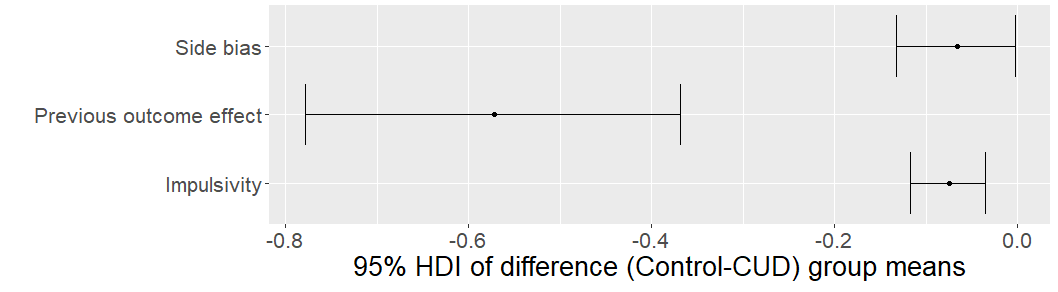 Side bias
Previous outcome effect
Impulsivity
-0.8 -0.6 -0.4 -0.2 0.0
95% HDI of difference (Control-CUD) group means